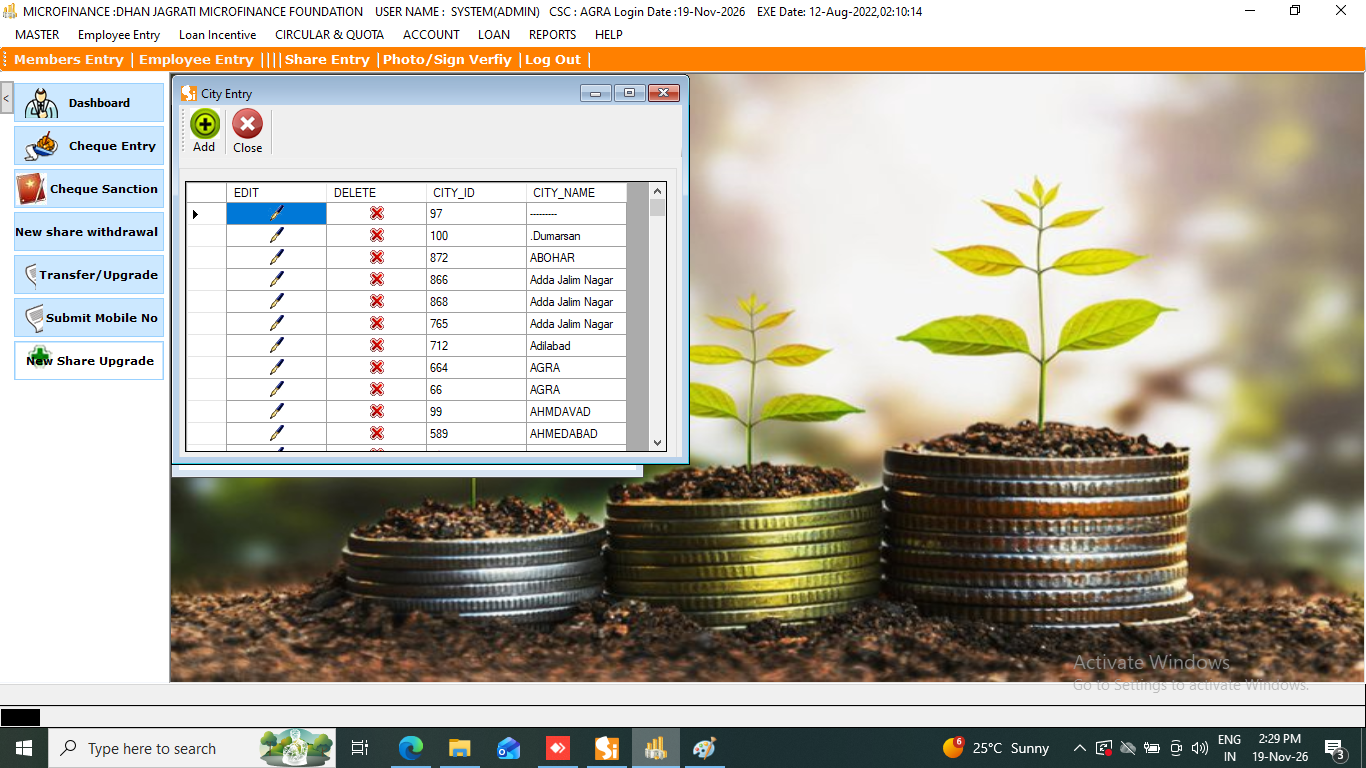 MICROFINANCE :DHAN JAGRATI MICROFINANCE FOUNDATION USER NAME : SYSTEM(ADMIN) CSC : AGRA Login Date :19-Nov-2026 EXE Date: 12-Aug-2022,02:10:14
MASTER Employee Entry Loan Incentive CIRCULAR & QUOTA ACCOUNT LOAN REPORTS HELP
Members Entry | Employee Entry ||||Share Entry |Photo/Sign Verfiy |Log Out |
<
Dashboard
Cheque Entry
Cheque Sanction
New share withdrawal
Transfer/Upgrade
Submit Mobile No
New Share Upgrade
City Entry
Add Close
EDIT DELETE CITY_ID CITY_NAME
97 ---------
100 .Dumarsan
872 ABOHAR
866 Adda Jalim Nagar
868 Adda Jalim Nagar
765 Adda Jalim Nagar
712 Adilabad
664 AGRA
66 AGRA
99 AHMDAVAD
589 AHMEDABAD
Activate Windows
Go to Settings to activate Windows.
Type here to search
6
25°C Sunny
ENG
IN
2:29 PM
19-Nov-26
3